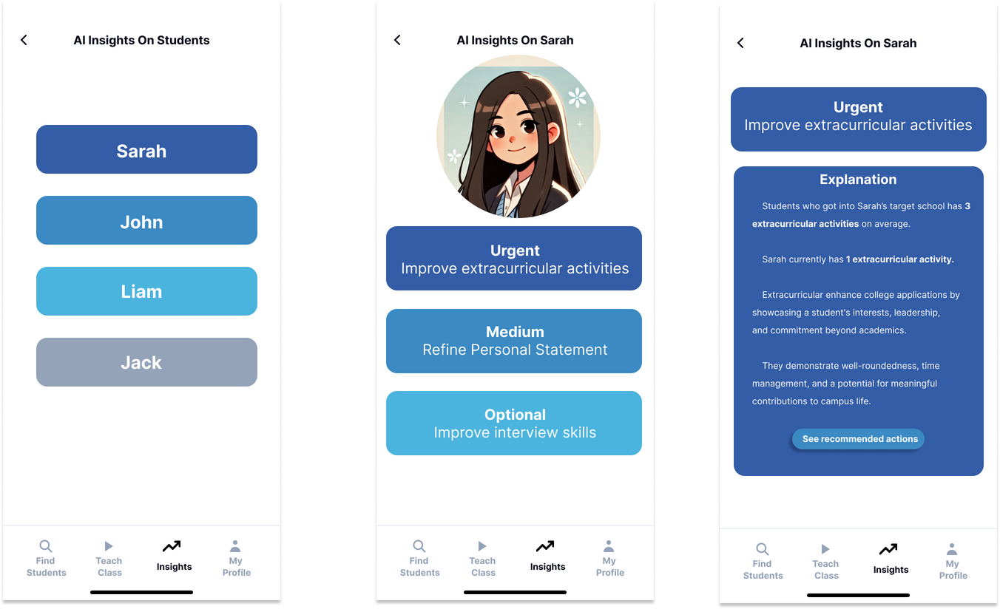 AI Insights On Students
Sarah
John
Liam
Jack
Find
Students
Teach
Class
Insights
My
Profile
AI Insights On Sarah
Urgent
Improve extracurricular activities
Medium
Refine Personal Statement
Optional
Improve interview skills
Find
Students
Teach
Class
Insights
My
Profile
AI Insights On Sarah
Urgent
Improve extracurricular activities
Explanation
Students who got into Sarah's target school has 3
extracurricular activities on average.
Sarah currently has 1 extracurricular activity.
Extracurricular enhance college applications by
showcasing a student's interests, leadership,
and commitment beyond academics.
They demonstrate well-roundedness, time
management, and a potential for meaningful
contributions to campus life.
See recommended actions
Find
Students
Teach
Class
Insights
My
Profile